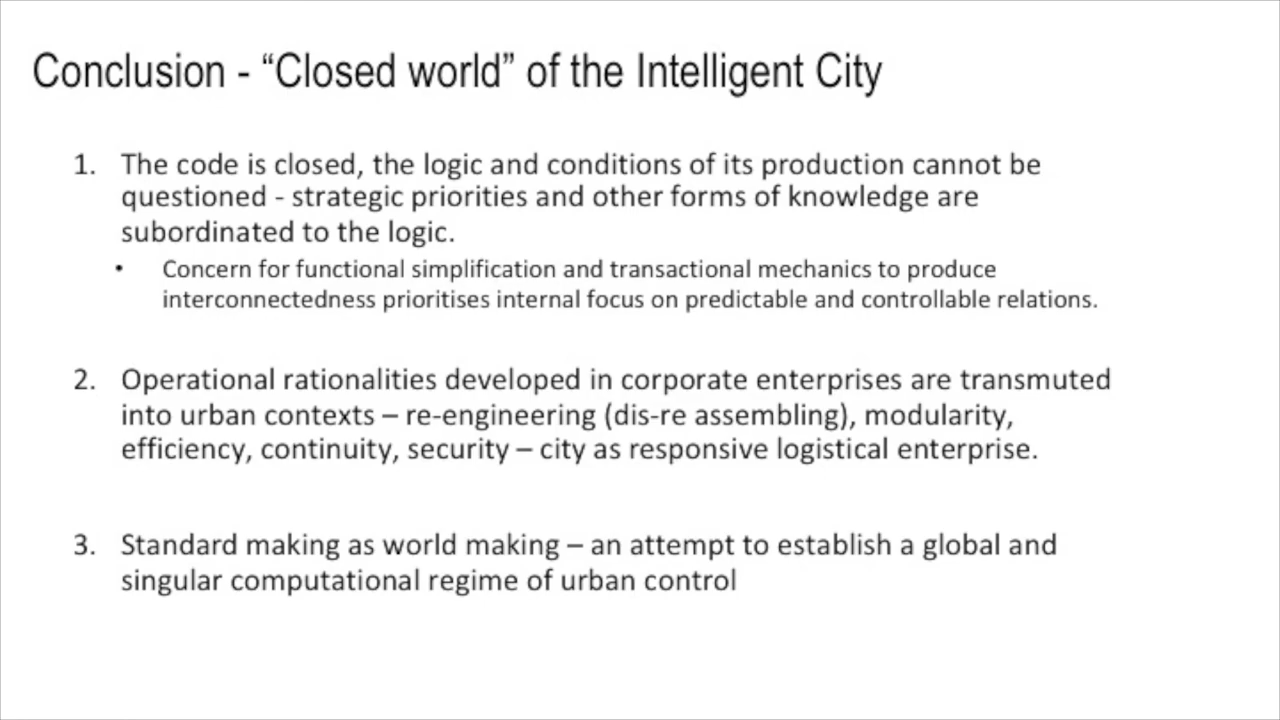 Conclusion - “Closed world” of the Intelligent City
1. The code is closed, the logic and conditions of its production cannot be
questioned - strategic priorities and other forms of knowledge are
subordinated to the logic.
• Concern for functional simplification and transactional mechanics to produce
interconnectedness prioritises internal focus on predictable and controllable relations.
2. Operational rationalities developed in corporate enterprises are transmuted
into urban contexts – re-engineering (dis-re assembling), modularity,
efficiency, continuity, security – city as responsive logistical enterprise.
3. Standard making as world making – an attempt to establish a global and
singular computational regime of urban control